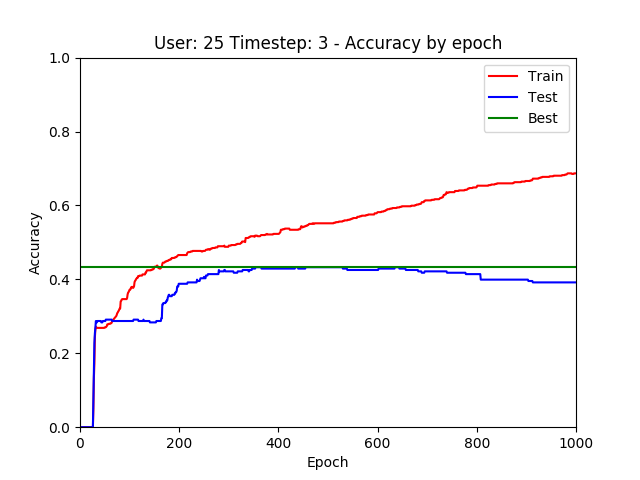 User: 25 Timestep: 3 - Accuracy by epoch
1.0
0.8
0.6
0.4
0.2
0.0
Accuracy
Train
Test
Best
0 200 400 600 800 1000
Epoch